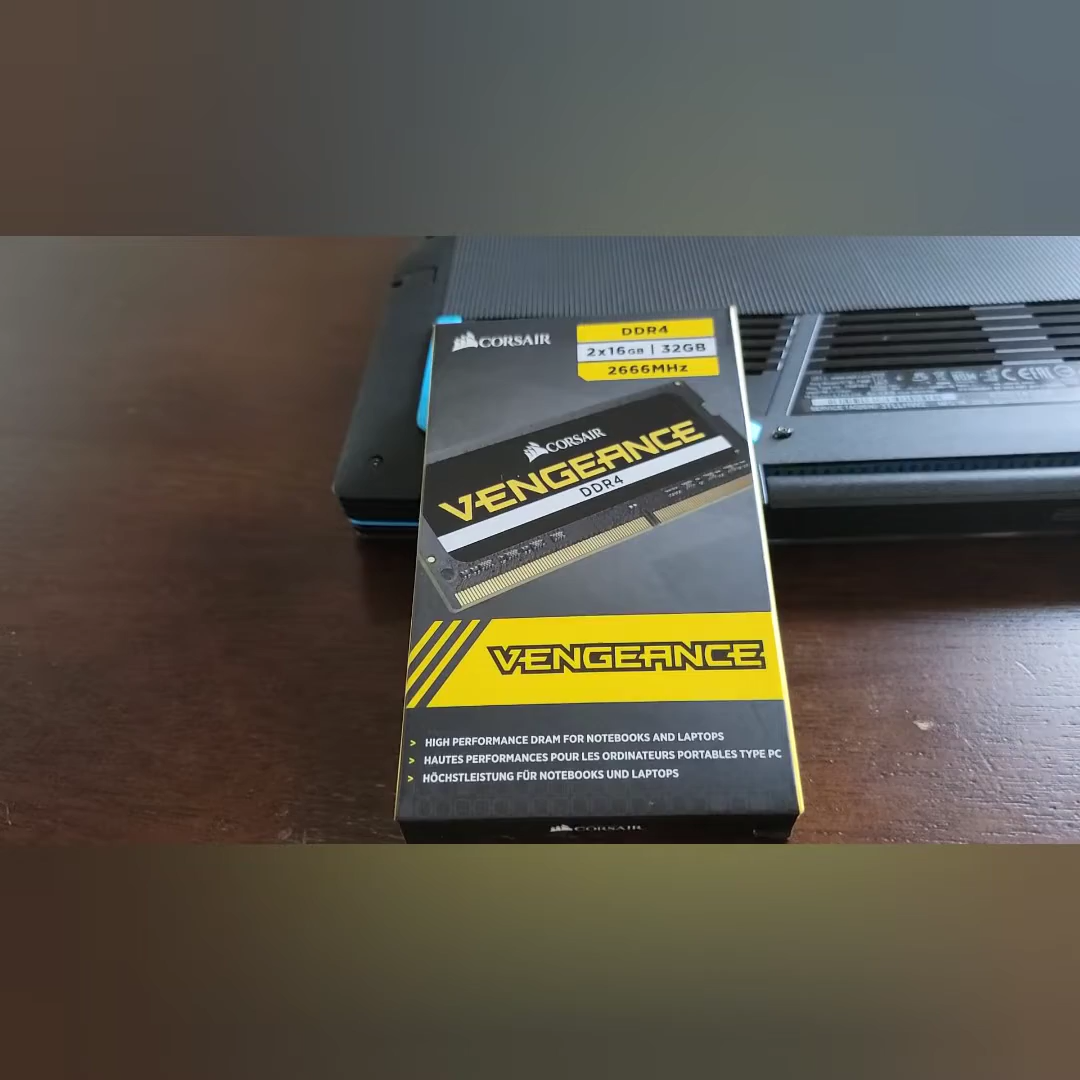 CORSAIR
DDR4
2x16GB | 32GB
2666MHz
CORSAIR
VENGEANCE
DDR4
VENGEANCE
> HIGH PERFORMANCE DRAM FOR NOTEBOOKS AND LAPTOPS
> HAUTES PERFORMANCES POUR LES ORDINATEURS PORTABLES TYPE PC
> HÖCHSTLEISTUNG FÜR NOTEBOOKS UND LAPTOPS
CORSAIR